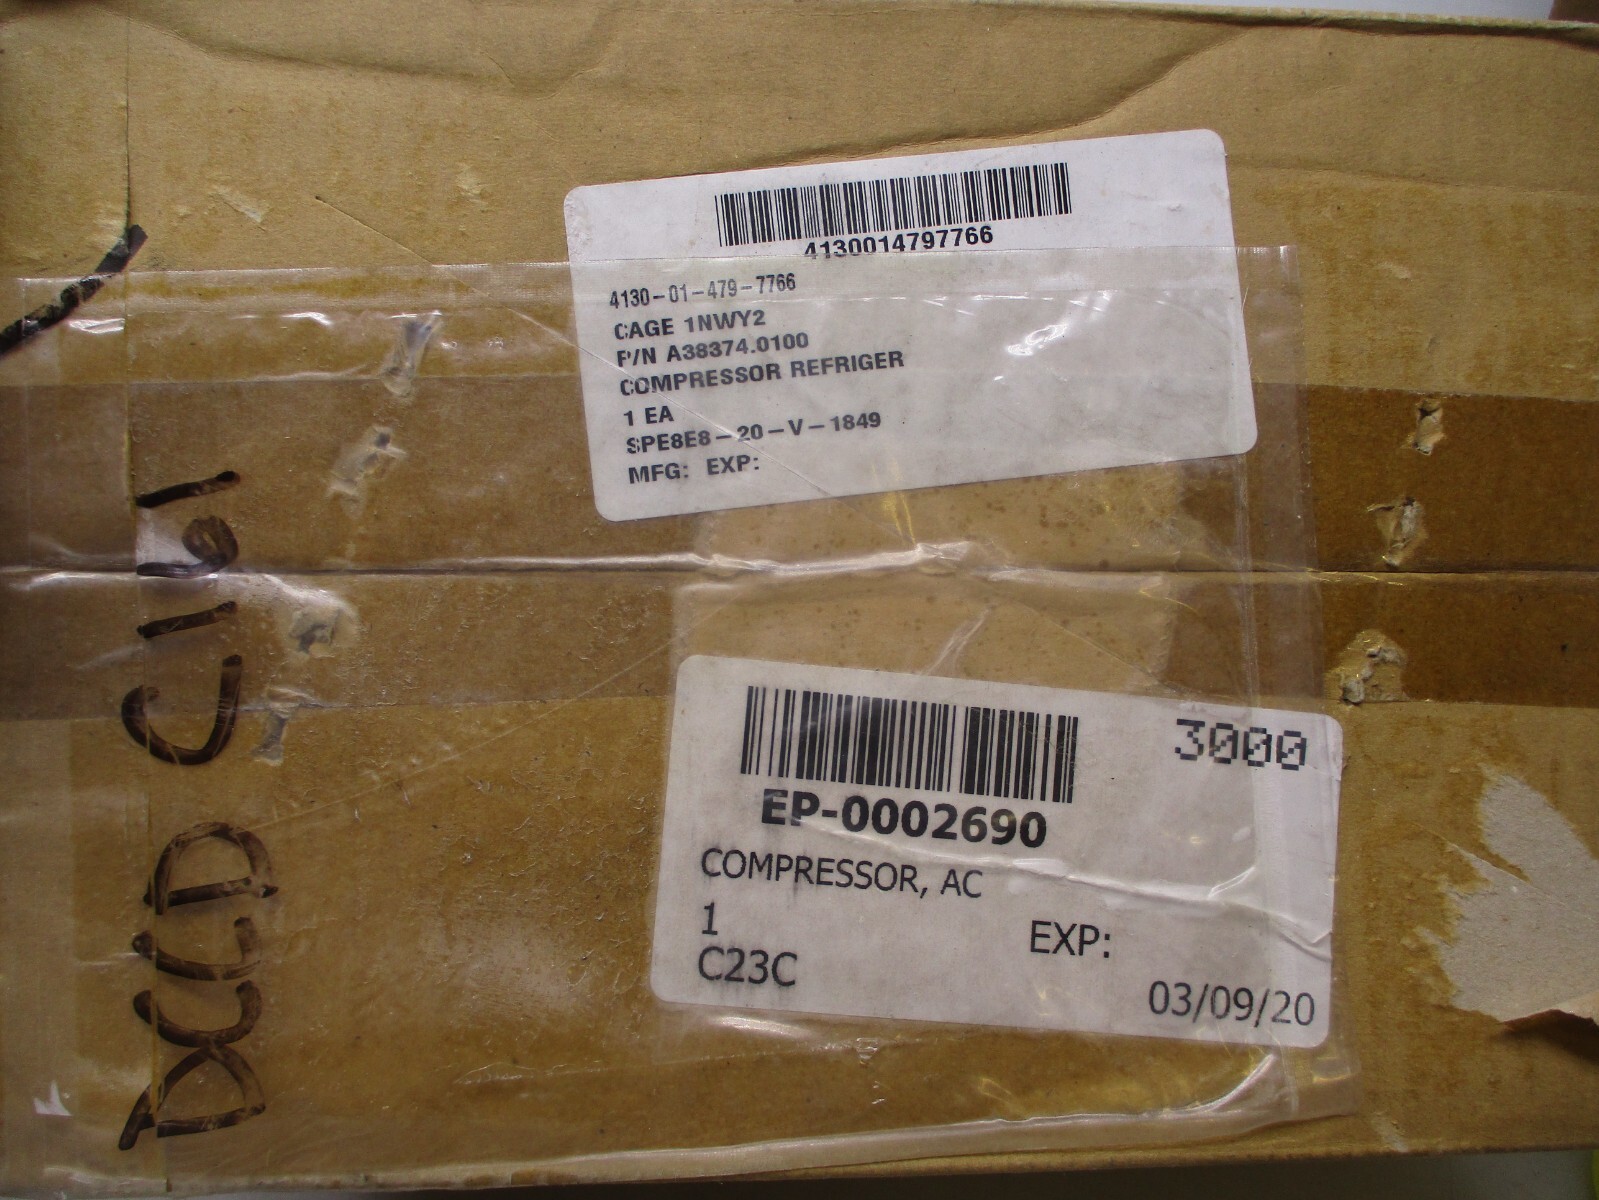 4130014797766
4130-01-479-7766
CAGE 1NWY2
P/N A38374.0100
COMPRESSOR REFRIGER
1 EA
SPE8E8-20-V-1849
MFG: EXP:
3000
EP-0002690
COMPRESSOR, AC
1
EXP:
C23C
03/09/20